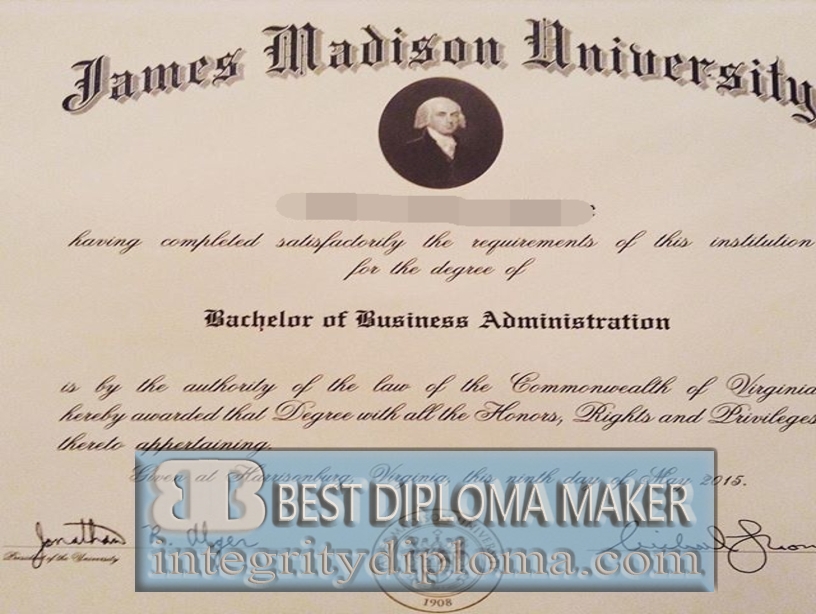 James Madison University
having completed satisfactorily the requirements of this institution
for the degree of
Bachelor of Business Administration
is by the authority of the law of the Commonwealth of Virginia
hereby awarded that Degree with all the Honors, Rights and Privileges
thereto appertaining.
Given at Harrisonburg, Virginia, this ninth day of May 2015.
BEST DIPLOMA MAKER
Jonathan R. Alger
integritydiploma.com
President of the University
1908